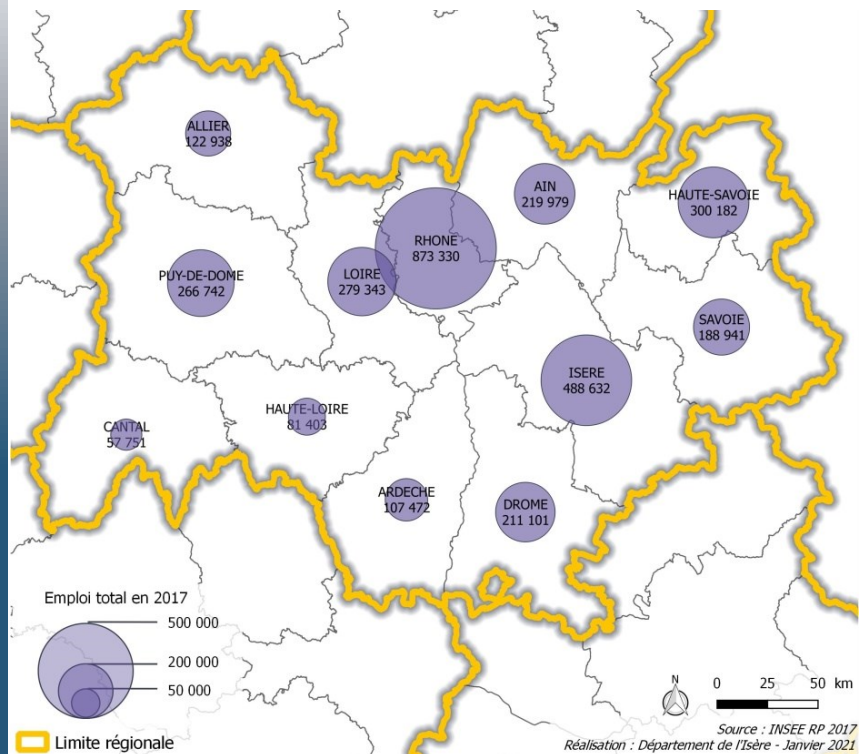 ALLIER
122 938
AIN
219 979
HAUTE-SAVOIE
300 182
RHONE
873 330
PUY-DE-DOME
266 742
LOIRE
279 343
SAVOIE
188 941
ISERE
488 632
HAUTE-LOIRE
81 403
CANTAL
57 751
ARDECHE
107 472
DROME
211 101
Emploi total en 2017
500 000
200 000
50 000
Limite régionale
N
0 25 50 km
Source : INSEE RP 2017
Réalisation : Département de l'Isère - Janvier 2021